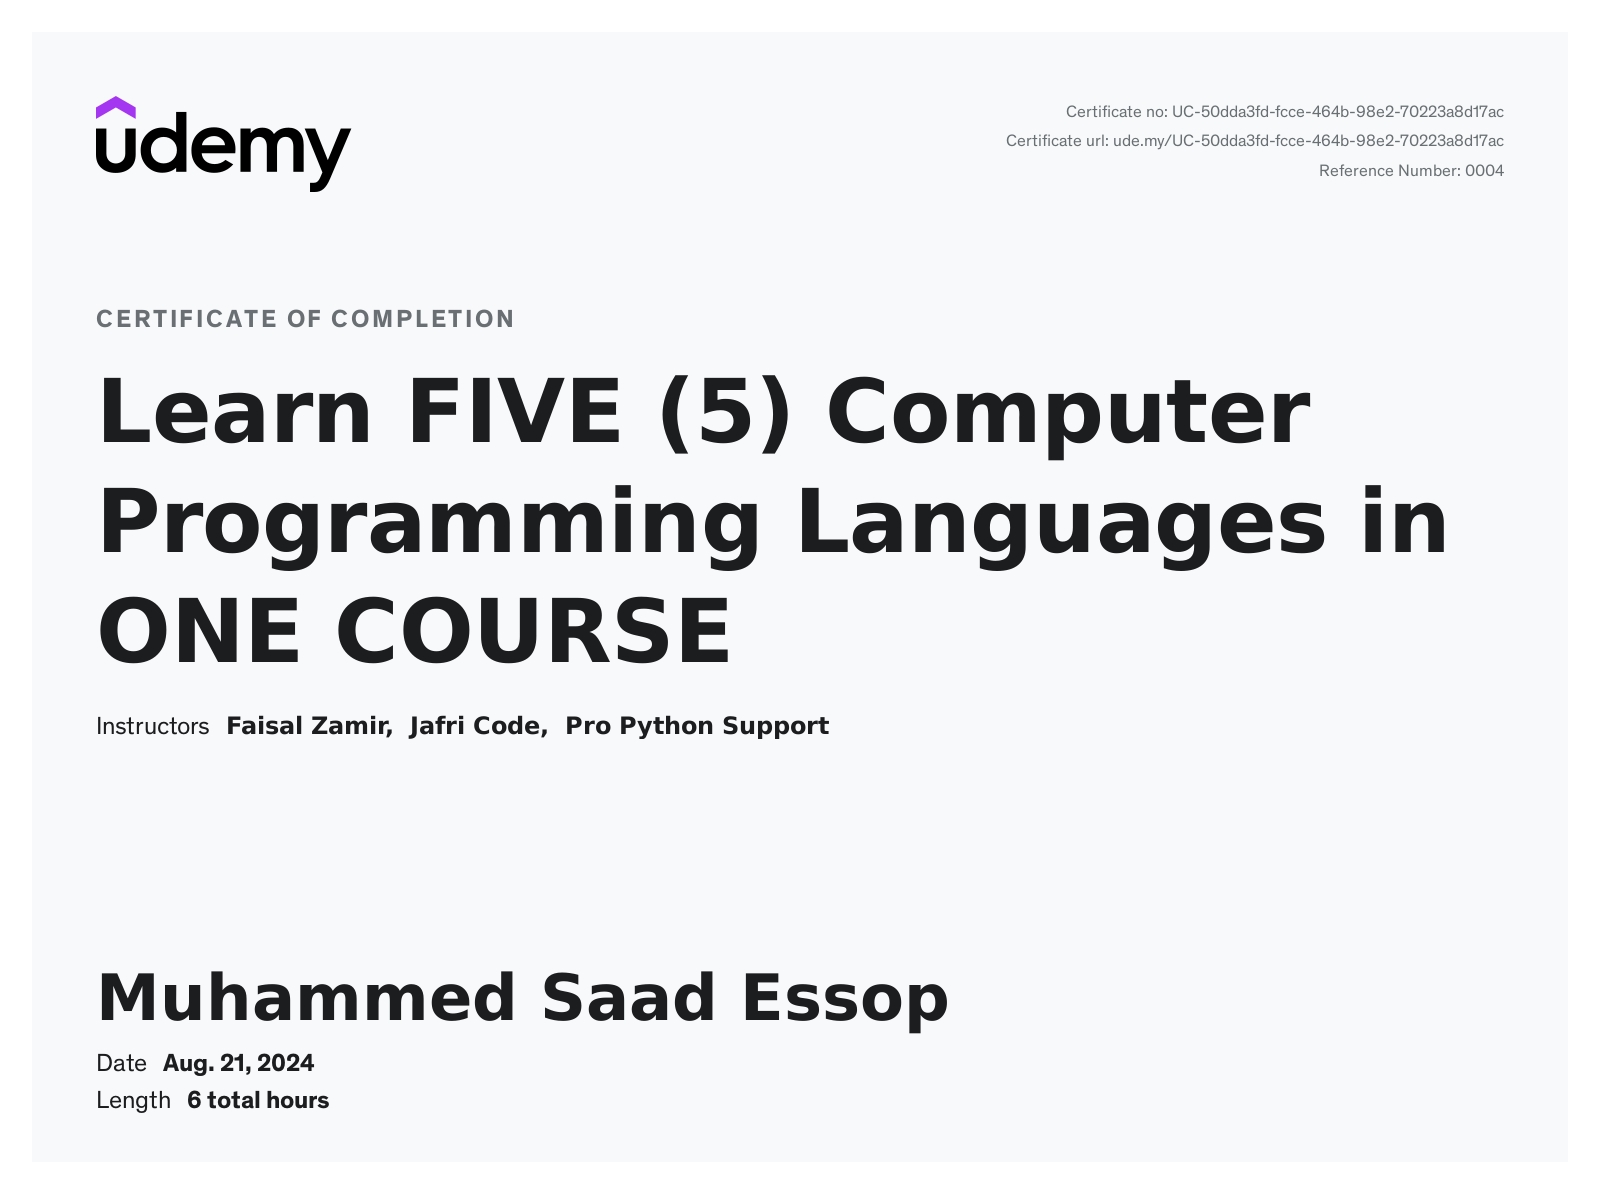 udemy
Certificate no: UC-50dda3fd-fcce-464b-98e2-70223a8d17ac
Certificate url: ude.my/UC-50dda3fd-fcce-464b-98e2-70223a8d17ac
Reference Number: 0004
CERTIFICATE OF COMPLETION
Learn FIVE (5) Computer
Programming Languages in
ONE COURSE
Instructors Faisal Zamir, Jafri Code, Pro Python Support
Muhammed Saad Essop
Date Aug. 21, 2024
Length 6 total hours